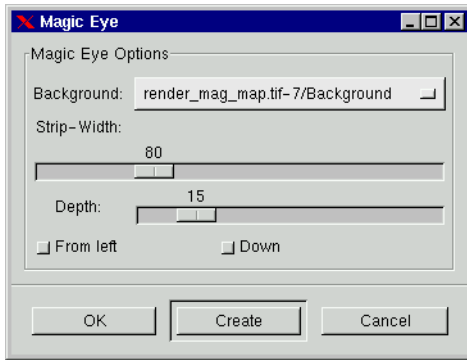 Magic Eye
Magic Eye Options
Background: render_mag_map.tif-7/Background
Strip-Width:
80
15
Depth:
From left Down
OK Create Cancel